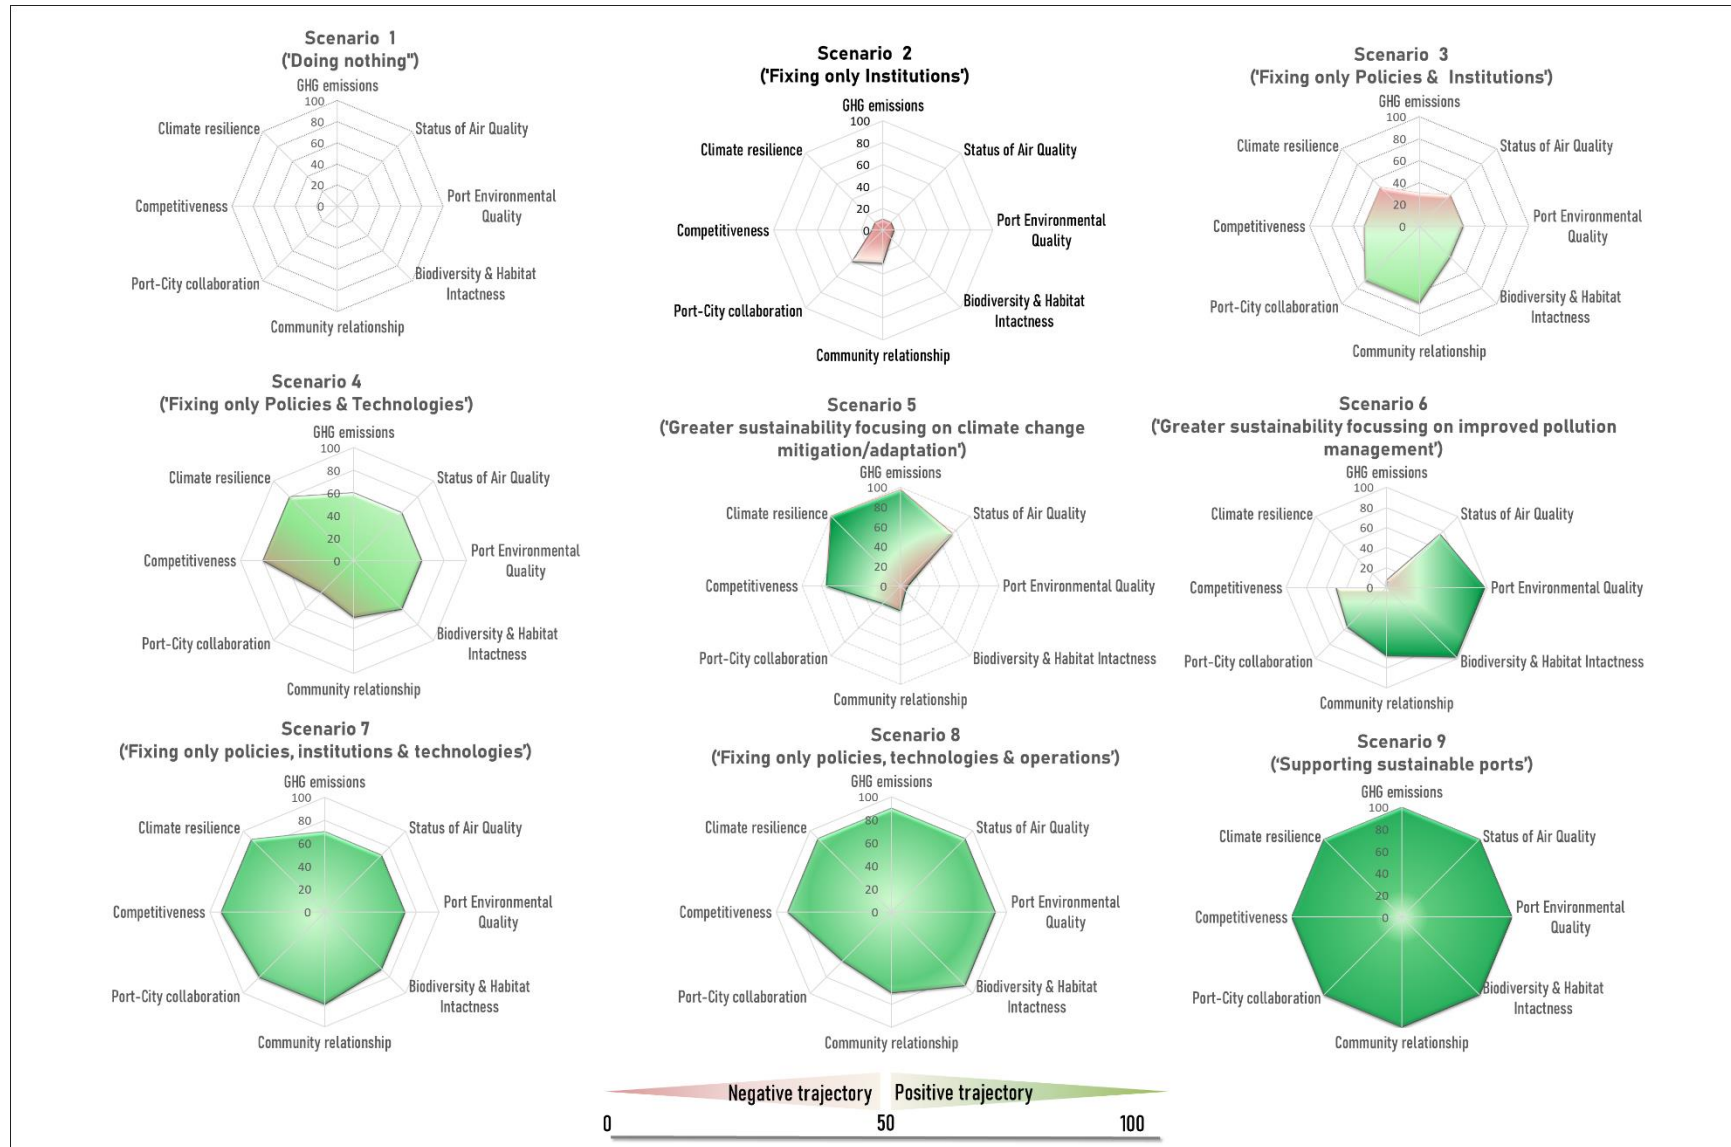 Scenario 1
('Doing nothing")
GHG emissions
100
80
60
40
20
0
Status of Air Quality
Port Environmental
Quality
Biodiversity & Habitat
Intactness
Community relationship
Port-City collaboration
Competitiveness
Climate resilience
Scenario 2
('Fixing only Institutions')
GHG emissions
100
80
60
40
20
0
Status of Air Quality
Port Environmental
Quality
Biodiversity & Habitat
Intactness
Community relationship
Port-City collaboration
Competitiveness
Climate resilience
Scenario 3
('Fixing only Policies & Institutions')
GHG emissions
100
80
60
40
20
0
Status of Air Quality
Port Environmental
Quality
Biodiversity & Habitat
Intactness
Community relationship
Port-City collaboration
Competitiveness
Climate resilience
Scenario 4
('Fixing only Policies & Technologies')
GHG emissions
100
80
60
40
20
0
Status of Air Quality
Port Environmental
Quality
Biodiversity & Habitat
Intactness
Community relationship
Port-City collaboration
Competitiveness
Climate resilience
Scenario 5
('Greater sustainability focusing on climate change
mitigation/adaptation')
GHG emissions
100
80
60
40
20
0
Status of Air Quality
Port Environmental Quality
Biodiversity & Habitat Intactness
Community relationship
Port-City collaboration
Competitiveness
Climate resilience
Scenario 6
('Greater sustainability focussing on improved pollution
management')
GHG emissions
100
80
60
40
20
0
Status of Air Quality
Port Environmental Quality
Biodiversity & Habitat Intactness
Community relationship
Port-City collaboration
Competitiveness
Climate resilience
Scenario 7
('Fixing only policies, institutions & technologies')
GHG emissions
100
80
60
40
20
0
Status of Air Quality
Port Environmental
Quality
Biodiversity & Habitat
Intactness
Community relationship
Port-City collaboration
Competitiveness
Climate resilience
Scenario 8
('Fixing only policies, technologies & operations')
GHG emissions
100
80
60
40
20
0
Status of Air Quality
Port Environmental
Quality
Biodiversity & Habitat
Intactness
Community relationship
Port-City collaboration
Competitiveness
Climate resilience
Scenario 9
('Supporting sustainable ports')
GHG emissions
100
80
60
40
20
0
Status of Air Quality
Port Environmental
Quality
Biodiversity & Habitat
Intactness
Community relationship
Port-City collaboration
Competitiveness
Climate resilience
Negative trajectory
Positive trajectory
0
50
100